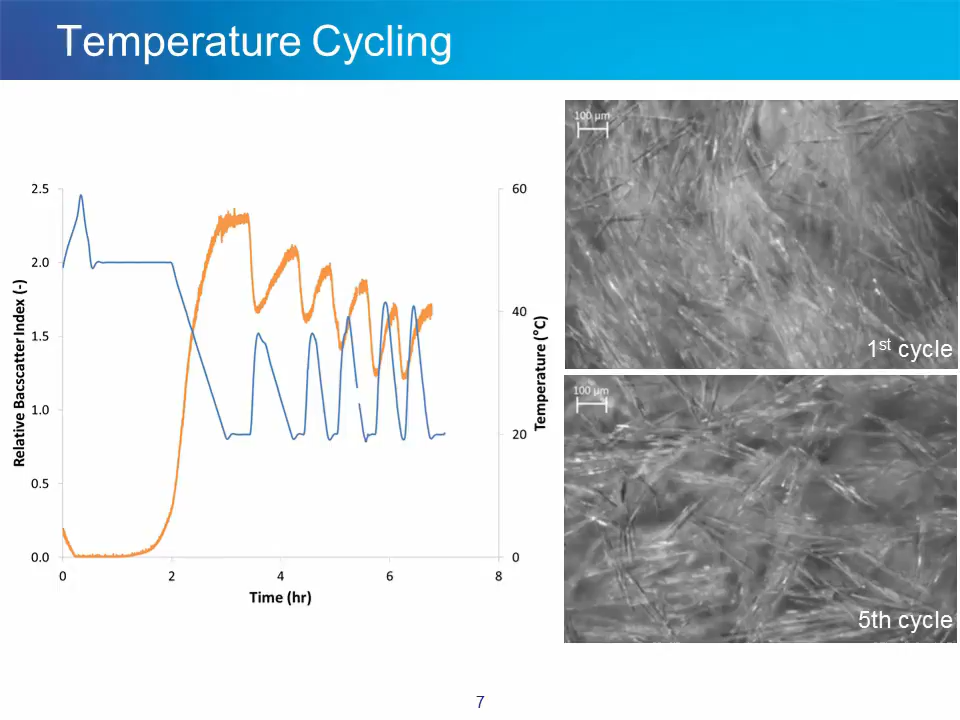 Temperature Cycling
2.5
2.0
1.5
1.0
0.5
0.0
Relative Bacscatter Index (-)
0
2
4
6
8
Time (hr)
60
40
20
0
Temperature (°C)
100 µm
1st cycle
100 µm
5th cycle
7